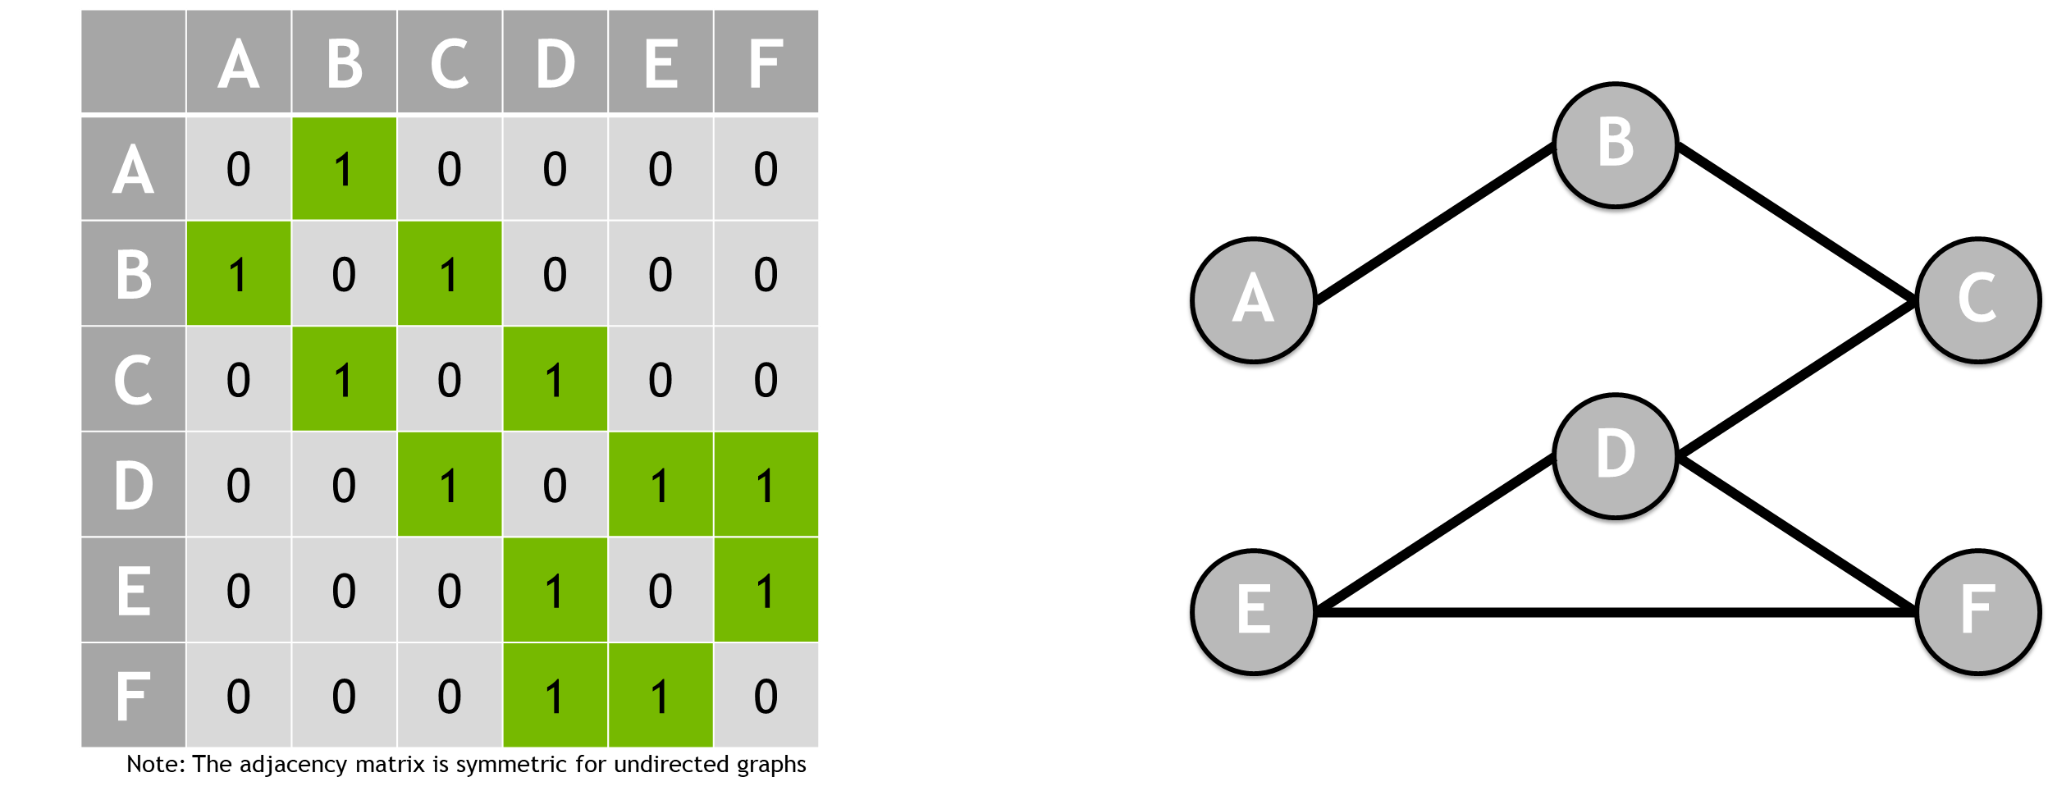 A B C D E F
A 0 1 0 0 0 0
B 1 0 1 0 0 0
C 0 1 0 1 0 0
D 0 0 1 0 1 1
E 0 0 0 1 0 1
F 0 0 0 1 1 0
Note: The adjacency matrix is symmetric for undirected graphs
B
A
C
D
E
F